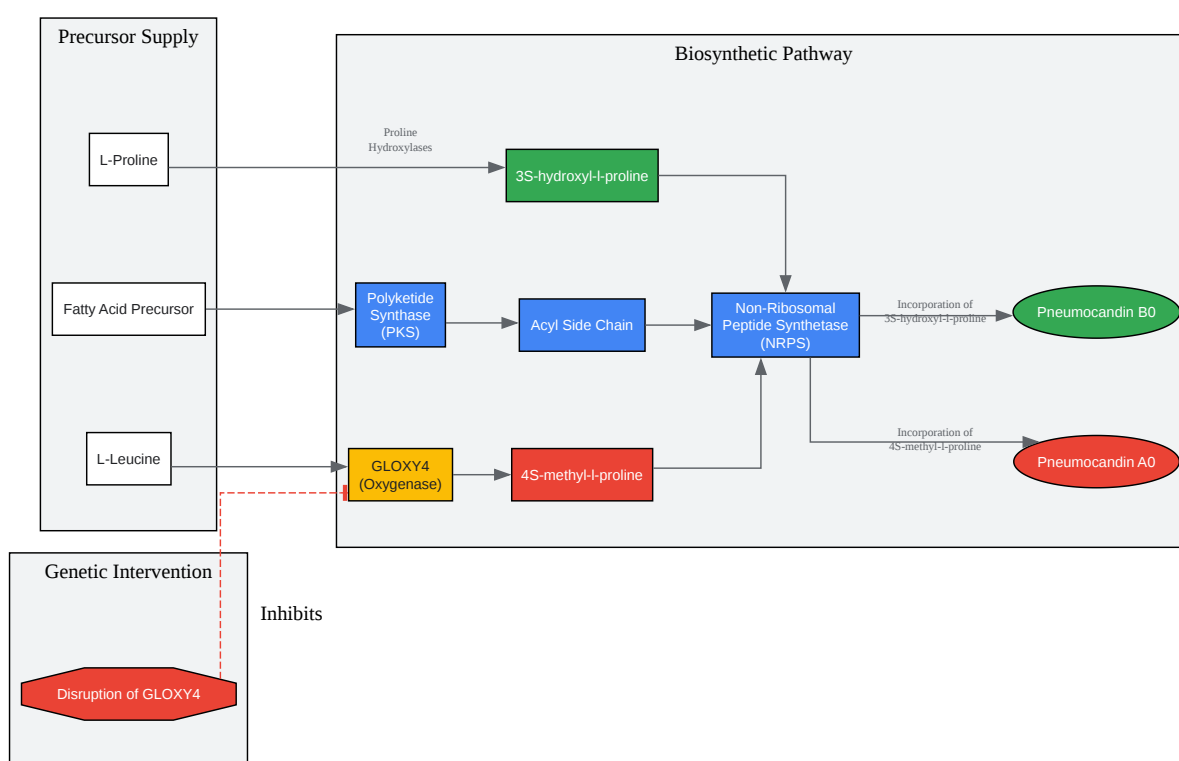 Precursor Supply
Biosynthetic Pathway
Proline
Hydroxylases
L-Proline
3S-hydroxyl-l-proline
Fatty Acid Precursor
Polyketide
Synthase
(PKS)
Acyl Side Chain
Non-Ribosomal
Peptide Synthetase
(NRPS)
Incorporation of
3S-hydroxyl-l-proline
Pneumocandin B0
L-Leucine
GLOXY4
(Oxygenase)
4S-methyl-l-proline
Incorporation of
4S-methyl-l-proline
Pneumocandin A0
Genetic Intervention
Inhibits
Disruption of GLOXY4